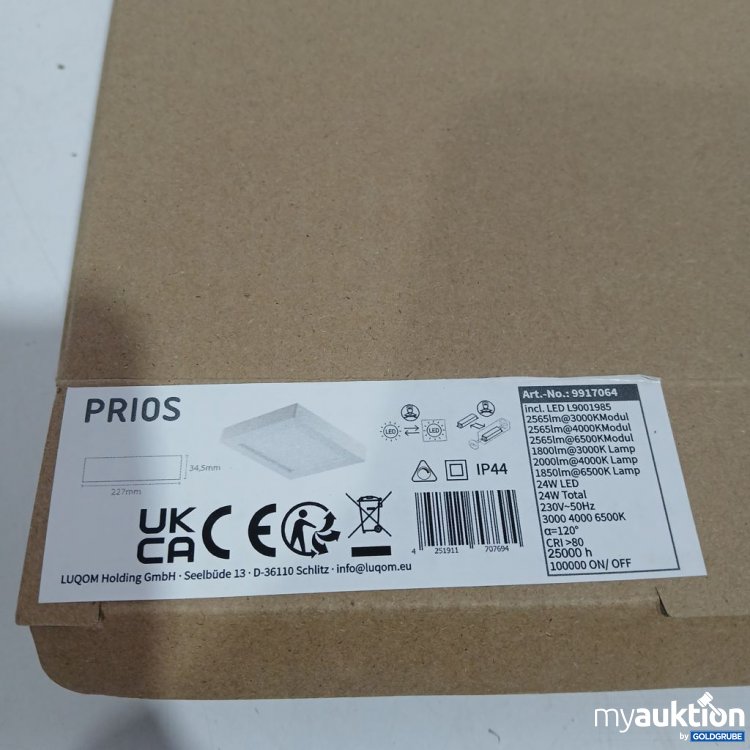 PRIOS
34,5mm
227mm
LED
LED
IP44
UK
CA
CE
4 251911 707694
LUQOM Holding GmbH · Seelbüde 13 · D-36110 Schlitz · info@luqom.eu
Art.-No.: 9917064
incl. LED L9001985
2565lm@3000KModul
2565lm@4000KModul
2565lm@6500KModul
1800lm@3000K Lamp
2000lm@4000K Lamp
1850lm@6500K Lamp
24W LED
24W Total
230V~50Hz
3000 4000 6500K
α=120°
CRI >80
25000 h
100000 ON/ OFF
myauktion
by GOLDGRUBE